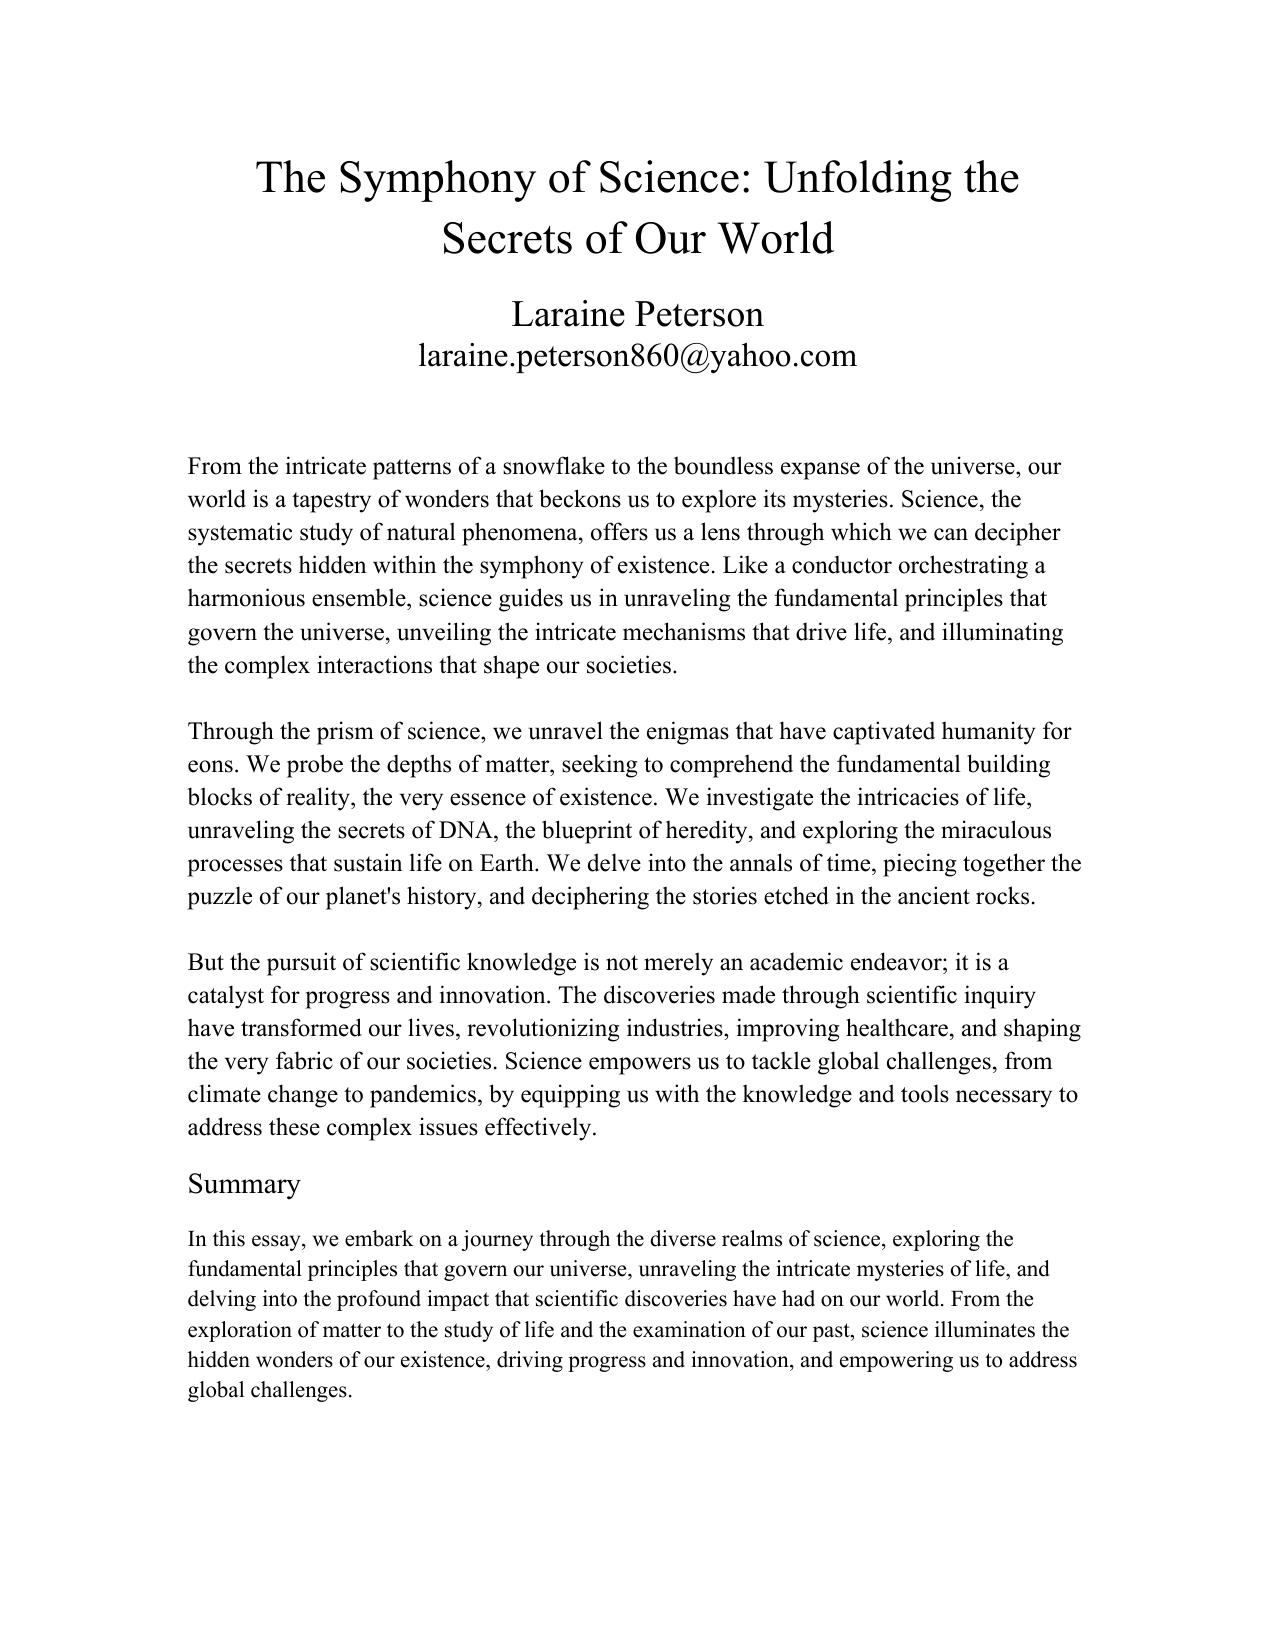 The Symphony of Science: Unfolding the
Secrets of Our World
Laraine Peterson
laraine.peterson860@yahoo.com
From the intricate patterns of a snowflake to the boundless expanse of the universe, our
world is a tapestry of wonders that beckons us to explore its mysteries. Science, the
systematic study of natural phenomena, offers us a lens through which we can decipher
the secrets hidden within the symphony of existence. Like a conductor orchestrating a
harmonious ensemble, science guides us in unraveling the fundamental principles that
govern the universe, unveiling the intricate mechanisms that drive life, and illuminating
the complex interactions that shape our societies.
Through the prism of science, we unravel the enigmas that have captivated humanity for
eons. We probe the depths of matter, seeking to comprehend the fundamental building
blocks of reality, the very essence of existence. We investigate the intricacies of life,
unraveling the secrets of DNA, the blueprint of heredity, and exploring the miraculous
processes that sustain life on Earth. We delve into the annals of time, piecing together the
puzzle of our planet's history, and deciphering the stories etched in the ancient rocks.
But the pursuit of scientific knowledge is not merely an academic endeavor; it is a
catalyst for progress and innovation. The discoveries made through scientific inquiry
have transformed our lives, revolutionizing industries, improving healthcare, and shaping
the very fabric of our societies. Science empowers us to tackle global challenges, from
climate change to pandemics, by equipping us with the knowledge and tools necessary to
address these complex issues effectively.
Summary
In this essay, we embark on a journey through the diverse realms of science, exploring the
fundamental principles that govern our universe, unraveling the intricate mysteries of life, and
delving into the profound impact that scientific discoveries have had on our world. From the
exploration of matter to the study of life and the examination of our past, science illuminates the
hidden wonders of our existence, driving progress and innovation, and empowering us to address
global challenges.